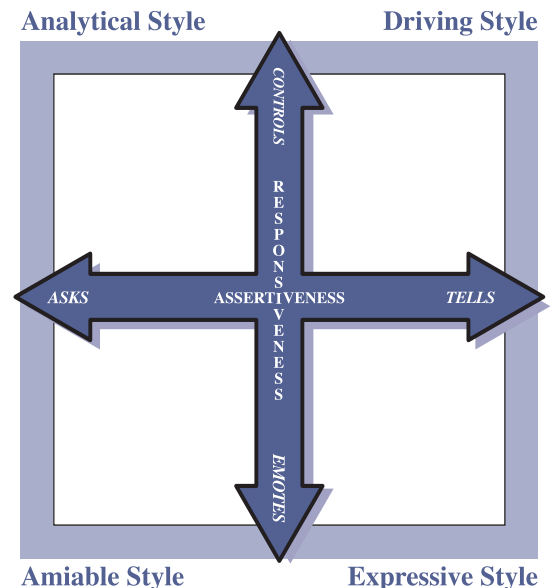 Analytical Style
Driving Style
CONTROLS
RESPONSIVENESS
ASKS
ASSERTIVENESS
TELLS
EMOTES
Amiable Style
Expressive Style